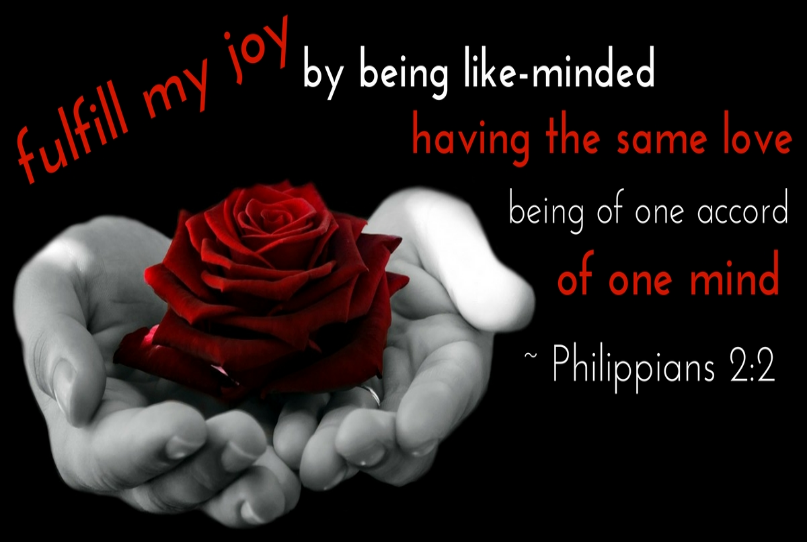 fulfill my joy
by being like-minded
having the same love
being of one accord
of one mind
~ Philippians 2:2